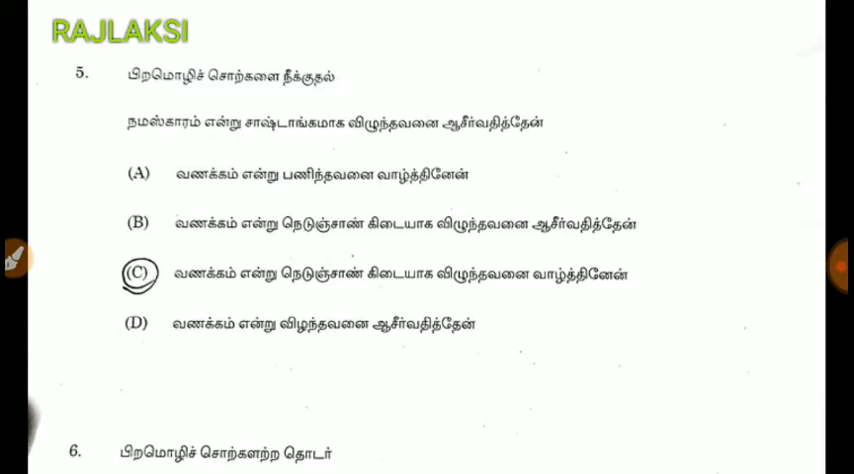 RAJLAKSI
5. பிறமொழிச் சொற்களை நீக்குதல்
நமஸ்காரம் என்று சாஷ்டாங்கமாக விழுந்தவனை ஆசீர்வதித்தேன்
(A) வணக்கம் என்று பணிந்தவனை வாழ்த்தினேன்
(B) வணக்கம் என்று நெடுஞ்சாண் கிடையாக விழுந்தவனை ஆசீர்வதித்தேன்
(C) வணக்கம் என்று நெடுஞ்சாண் கிடையாக விழுந்தவனை வாழ்த்தினேன்
(D) வணக்கம் என்று விழந்தவனை ஆசீர்வதித்தேன்
6. பிறமொழிச் சொற்களற்ற தொடர்